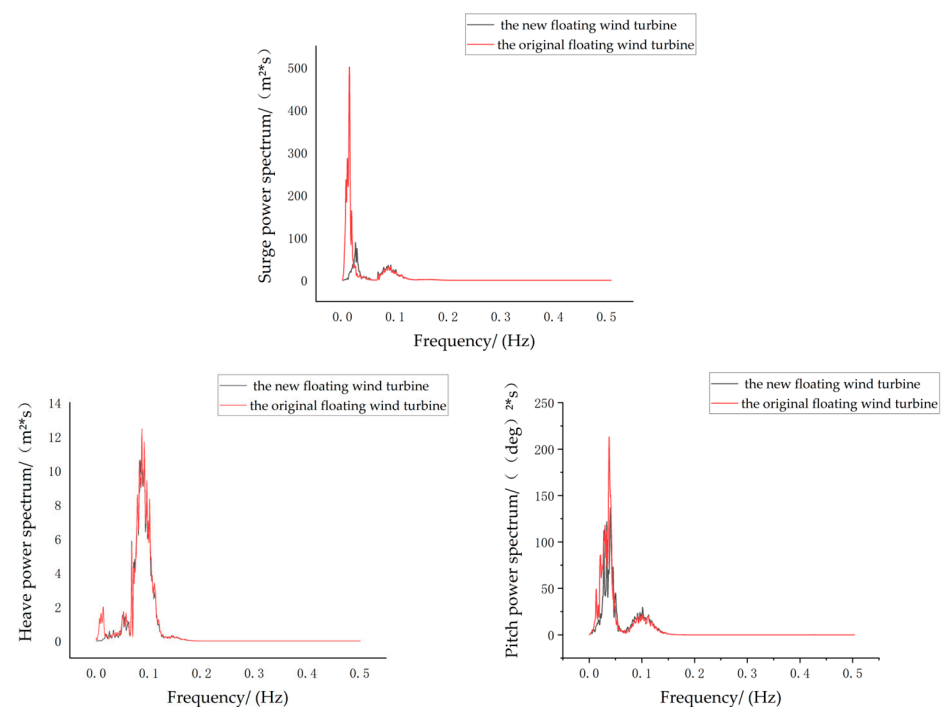 the new floating wind turbine
the original floating wind turbine
Surge power spectrum/（m²*s）
500
400
300
200
100
0
0.0 0.1 0.2 0.3 0.4 0.5
Frequency/ (Hz)
the new floating wind turbine
the original floating wind turbine
Heave power spectrum/（m²*s）
14
12
10
8
6
4
2
0
0.0 0.1 0.2 0.3 0.4 0.5
Frequency/ (Hz)
the new floating wind turbine
the original floating wind turbine
Pitch power spectrum/（（deg）²*s）
250
200
150
100
50
0
0.0 0.1 0.2 0.3 0.4 0.5
Frequency/ (Hz)